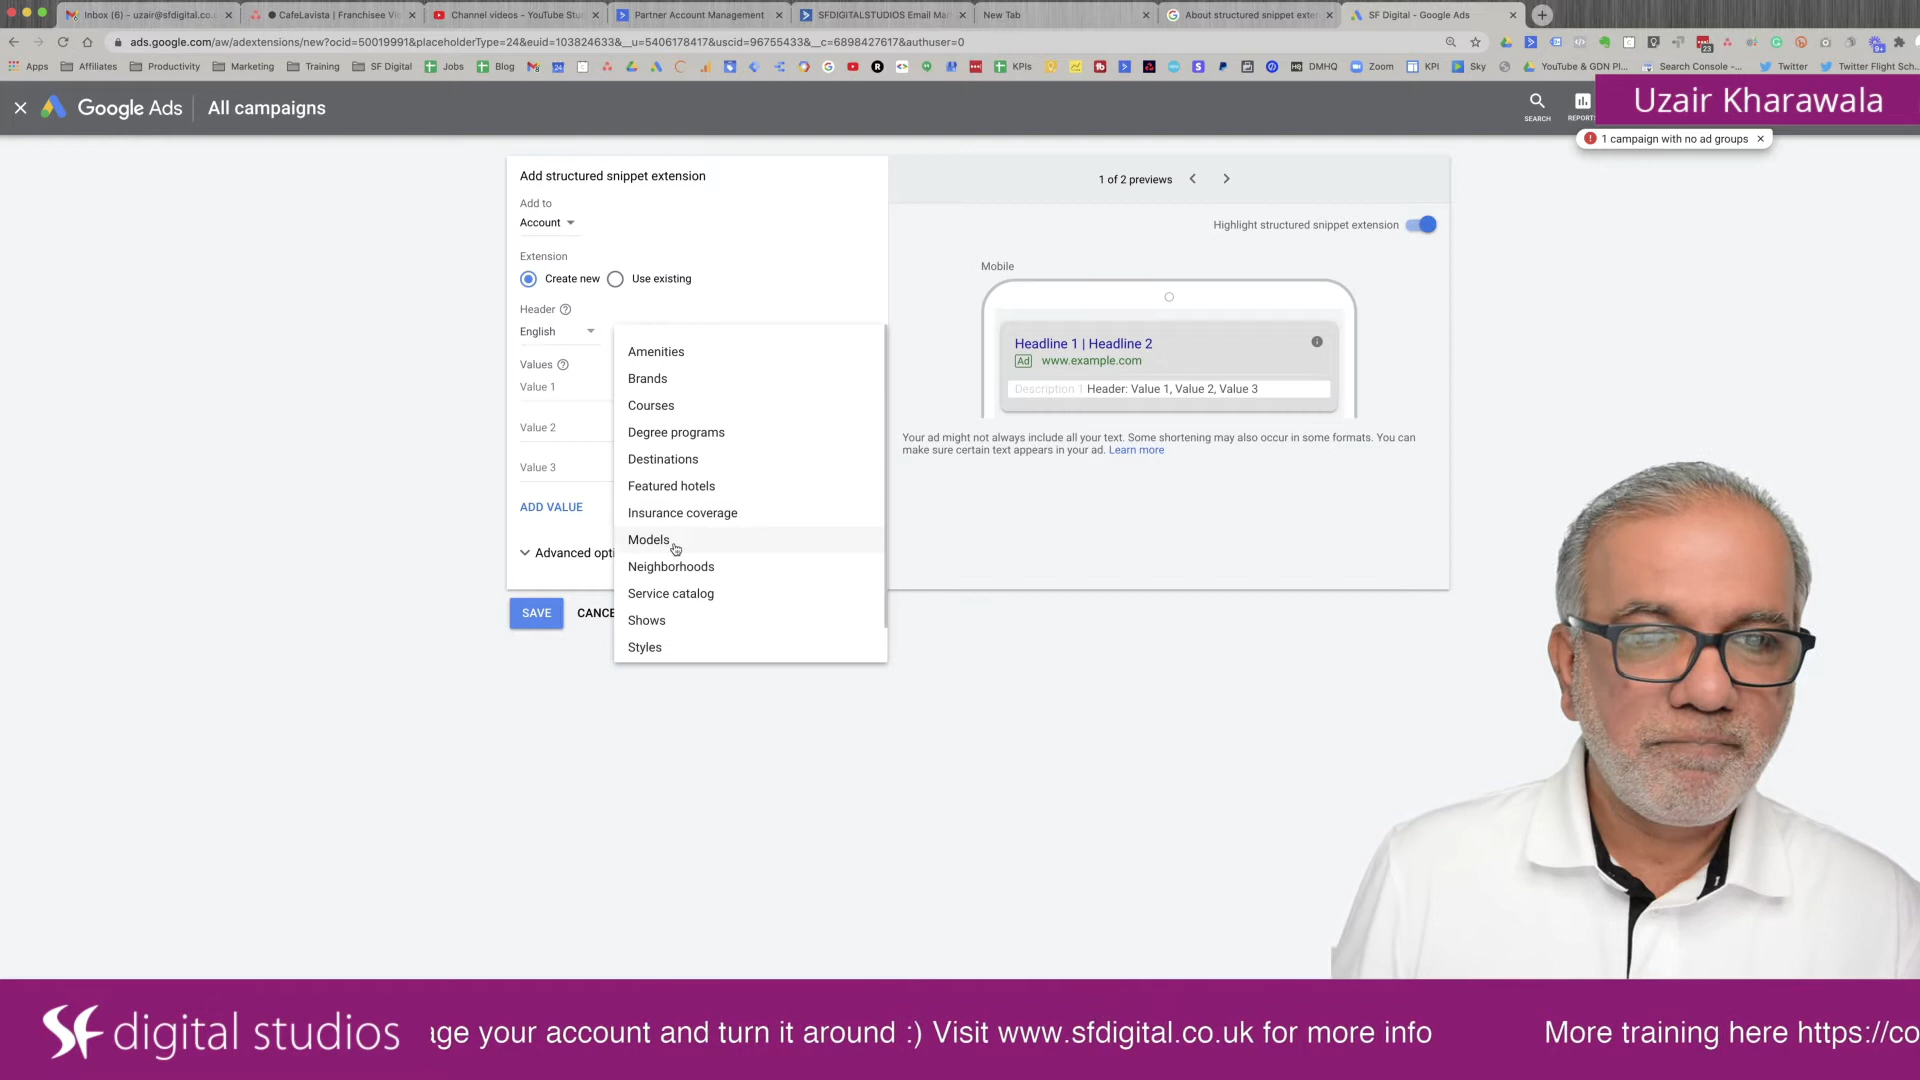 Inbox (6) - uzair@sfdigital.co.
CafeLavista | Franchisee Vi
Channel videos - YouTube Stu
Partner Account Management
SFDIGITALSTUDIOS Email Mar
New Tab
About structured snippet exten
SF Digital - Google Ads
ads.google.com/aw/adextensions/new?ocid=50019991&placeholderType=24&euid=103824633&__u=5406178417&uscid=96755433&__c=6898427617&authuser=0
Apps
Affiliates
Productivity
Marketing
Training
SF Digital
Jobs
Blog
KPIs
DMHQ
Zoom
KPI
Sky
YouTube & GDN Pl...
Search Console -...
Twitter
Twitter Flight Sch...
Google Ads
All campaigns
SEARCH
REPORT
Uzair Kharawala
1 campaign with no ad groups
Add structured snippet extension
Add to
Account
Extension
Create new
Use existing
Header
English
Values
Value 1
Value 2
Value 3
ADD VALUE
Advanced opti
SAVE
CANCE
Amenities
Brands
Courses
Degree programs
Destinations
Featured hotels
Insurance coverage
Models
Neighborhoods
Service catalog
Shows
Styles
1 of 2 previews
Highlight structured snippet extension
Mobile
Headline 1 | Headline 2
Ad www.example.com
Description 1 Header: Value 1, Value 2, Value 3
Your ad might not always include all your text. Some shortening may also occur in some formats. You can
make sure certain text appears in your ad. Learn more
SF digital studios
age your account and turn it around :) Visit www.sfdigital.co.uk for more info
More training here https://co